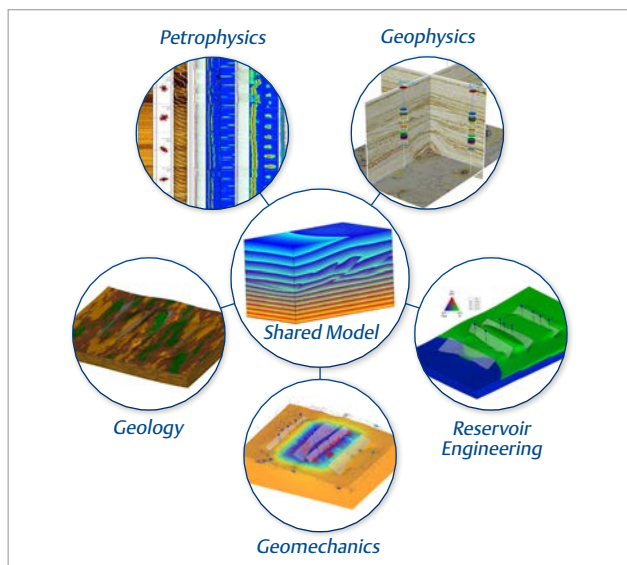 Petrophysics
Geophysics
Shared Model
Geology
Reservoir
Engineering
Geomechanics